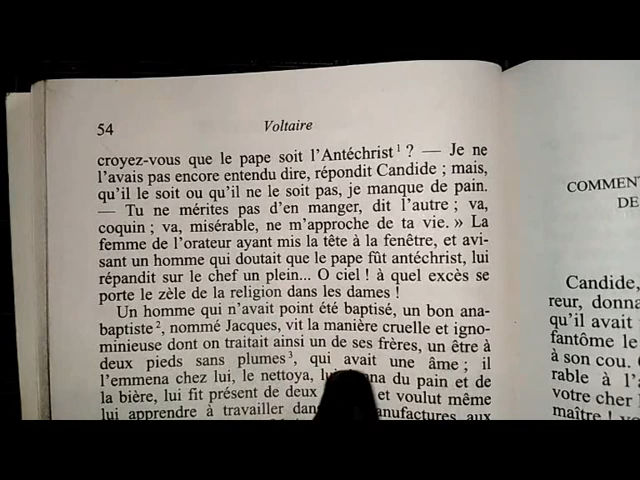 54
Voltaire
croyez-vous que le pape soit l'Antéchrist¹ ? — Je ne
l'avais pas encore entendu dire, répondit Candide ; mais,
qu'il le soit ou qu'il ne le soit pas, je manque de pain.
— Tu ne mérites pas d'en manger, dit l'autre ; va,
coquin ; va, misérable, ne m'approche de ta vie. » La
femme de l'orateur ayant mis la tête à la fenêtre, et avi-
sant un homme qui doutait que le pape fût antéchrist, lui
répandit sur le chef un plein... O ciel ! à quel excès se
porte le zèle de la religion dans les dames !
Un homme qui n'avait point été baptisé, un bon ana-
baptiste², nommé Jacques, vit la manière cruelle et igno-
minieuse dont on traitait ainsi un de ses frères, un être à
deux pieds sans plumes³, qui avait une âme ; il
l'emmena chez lui, le nettoya, du pain et de
la bière, lui fit présent de deux et voulut même
lui apprendre à travailler dans manufactures aux
COMMENT
DE
Candide,
reur, donna
qu'il avait
fantôme le
à son cou.
rable à l'
votre cher
maître !